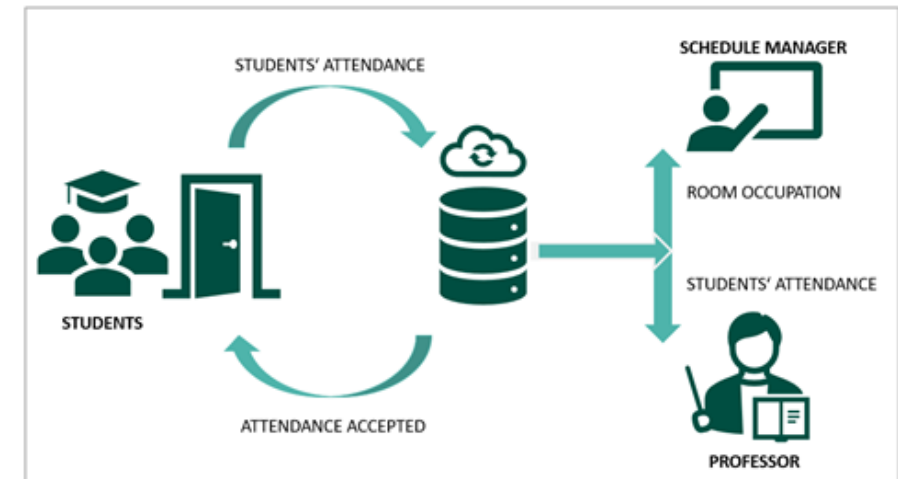 SCHEDULE MANAGER
STUDENTS‘ ATTENDANCE
ROOM OCCUPATION
STUDENTS‘ ATTENDANCE
STUDENTS
ATTENDANCE ACCEPTED
PROFESSOR